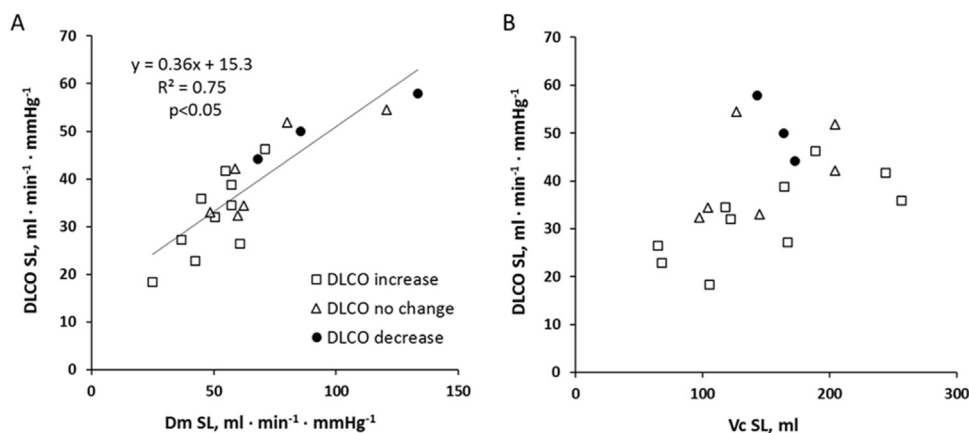 A
DLCO SL, ml · min⁻¹ · mmHg⁻¹
70
60
50
40
30
20
10
0
y = 0.36x + 15.3
R² = 0.75
p<0.05
DLCO increase
DLCO no change
DLCO decrease
0 50 100 150
Dm SL, ml · min⁻¹ · mmHg⁻¹
B
DLCO SL, ml · min⁻¹ · mmHg⁻¹
70
60
50
40
30
20
10
0
0 100 200 300
Vc SL, ml